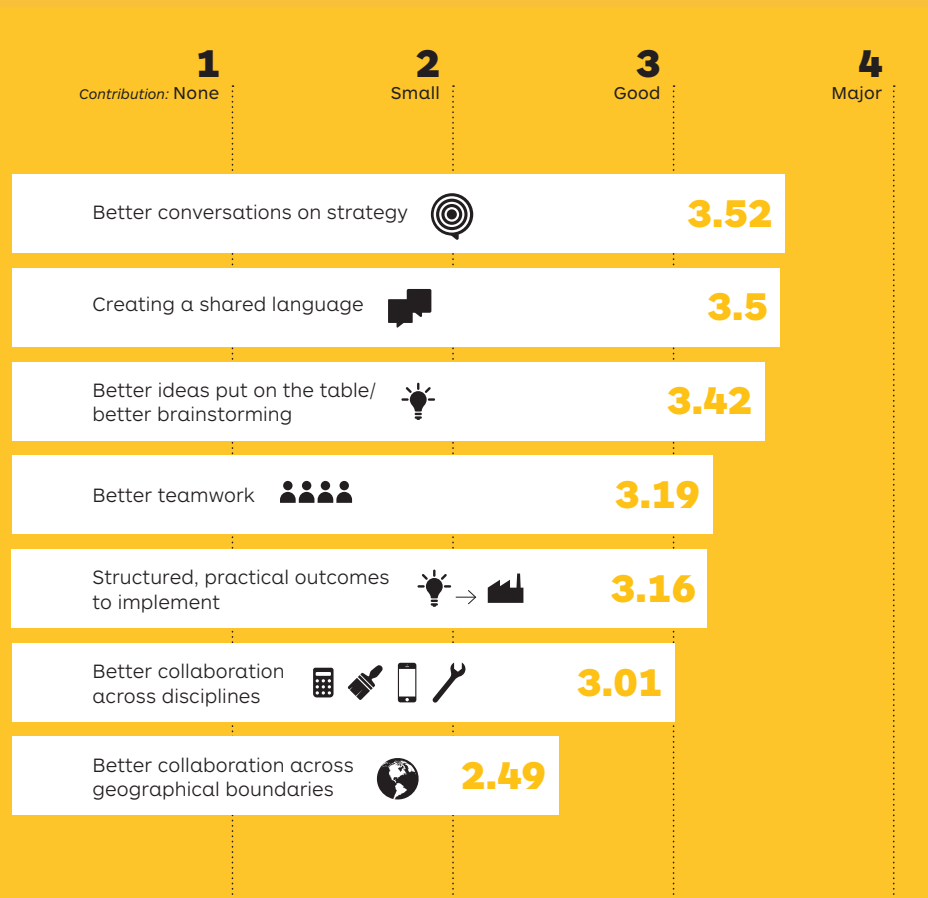 1 2 3 4
Contribution: None Small Good Major
Better conversations on strategy 3.52
Creating a shared language 3.5
Better ideas put on the table/
better brainstorming 3.42
Better teamwork 3.19
Structured, practical outcomes
to implement 3.16
Better collaboration
across disciplines 3.01
Better collaboration across
geographical boundaries 2.49